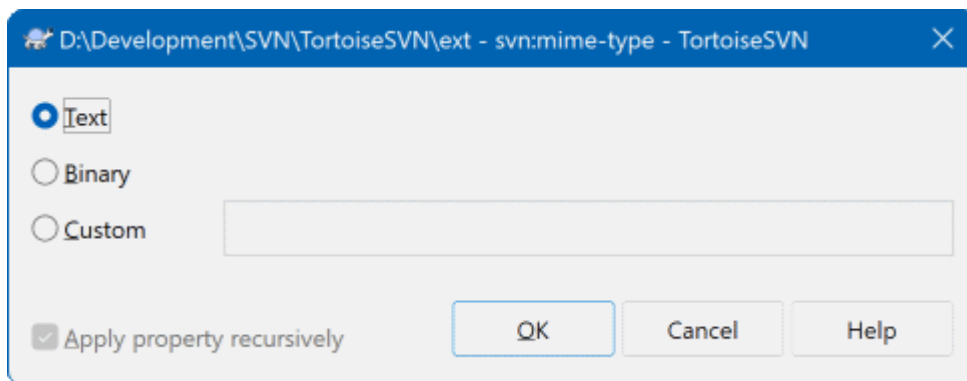 D:\Development\SVN\TortoiseSVN\ext - svn:mime-type - TortoiseSVN
Text
Binary
Custom
Apply property recursively OK Cancel Help